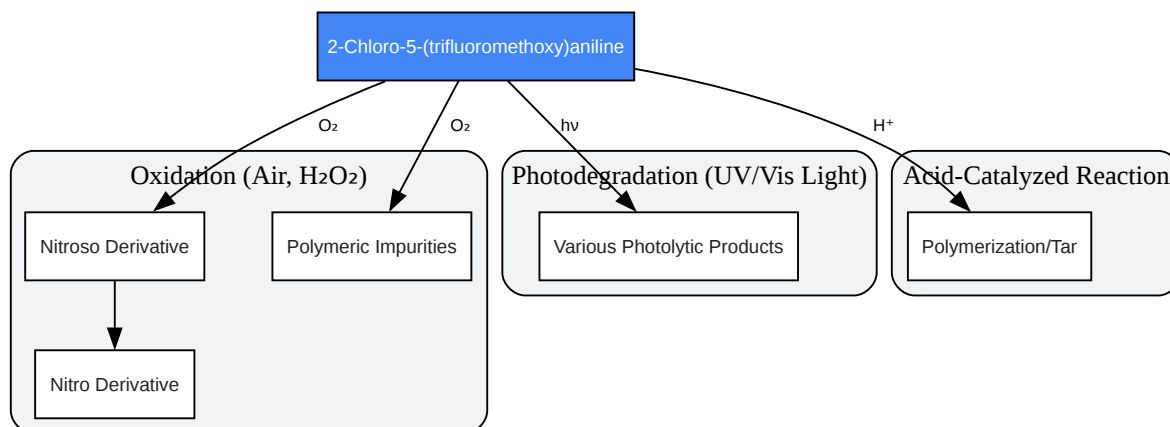 2-Chloro-5-(trifluoromethoxy)aniline
O₂
O₂
hν
H⁺
Oxidation (Air, H₂O₂)
Photodegradation (UV/Vis Light)
Acid-Catalyzed Reaction
Nitroso Derivative
Polymeric Impurities
Various Photolytic Products
Polymerization/Tar
Nitro Derivative